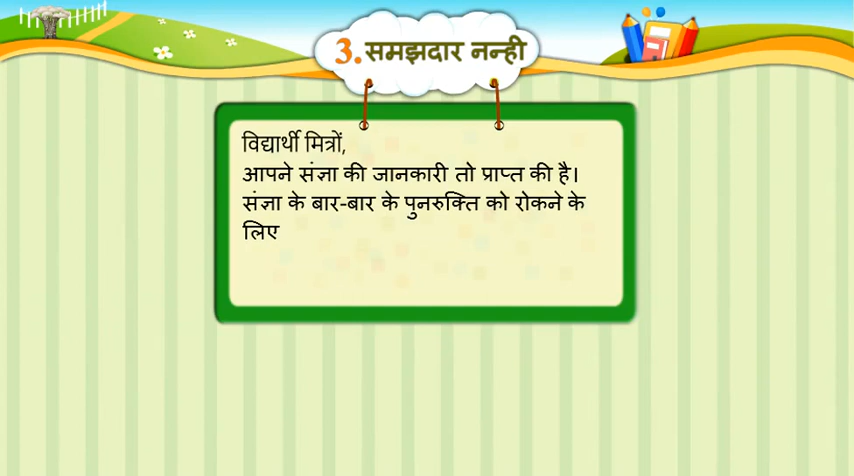 3. समझदार नन्ही
विद्यार्थी मित्रों,
आपने संज्ञा की जानकारी तो प्राप्त की है।
संज्ञा के बार-बार के पुनरुक्ति को रोकने के
लिए